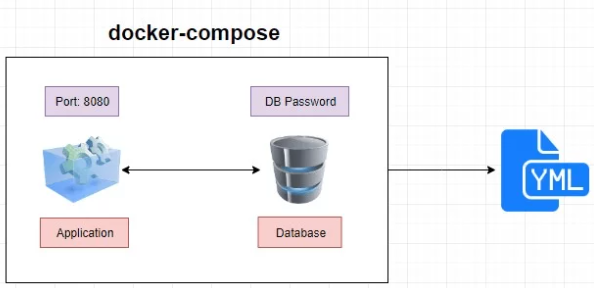 docker-compose
Port: 8080
DB Password
YML
Application
Database